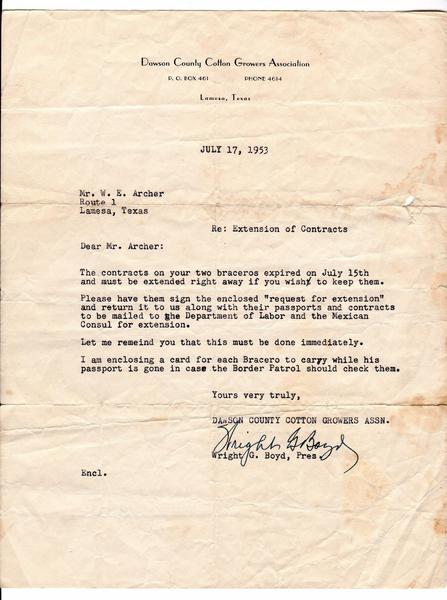 Dawson County Cotton Growers Association
P. O. BOX 461 PHONE 4614
Lamesa, Texas
JULY 17, 1953
Mr. W. E. Archer
Route 1
Lamesa, Texas
Re: Extension of Contracts
Dear Mr. Archer:
The contracts on your two braceros expired on July 15th
and must be extended right away if you wish to keep them.
Please have them sign the enclosed "request for extension"
and return it to us along with their passports and contracts
to be mailed to the Department of Labor and the Mexican
Consul for extension.
Let me remeind you that this must be done immediately.
I am enclosing a card for each Bracero to carry while his
passport is gone in case the Border Patrol should check them.
Yours very truly,
DAWSON COUNTY COTTON GROWERS ASSN.
Wright G Boyd
Wright G. Boyd, Pres.
Encl.